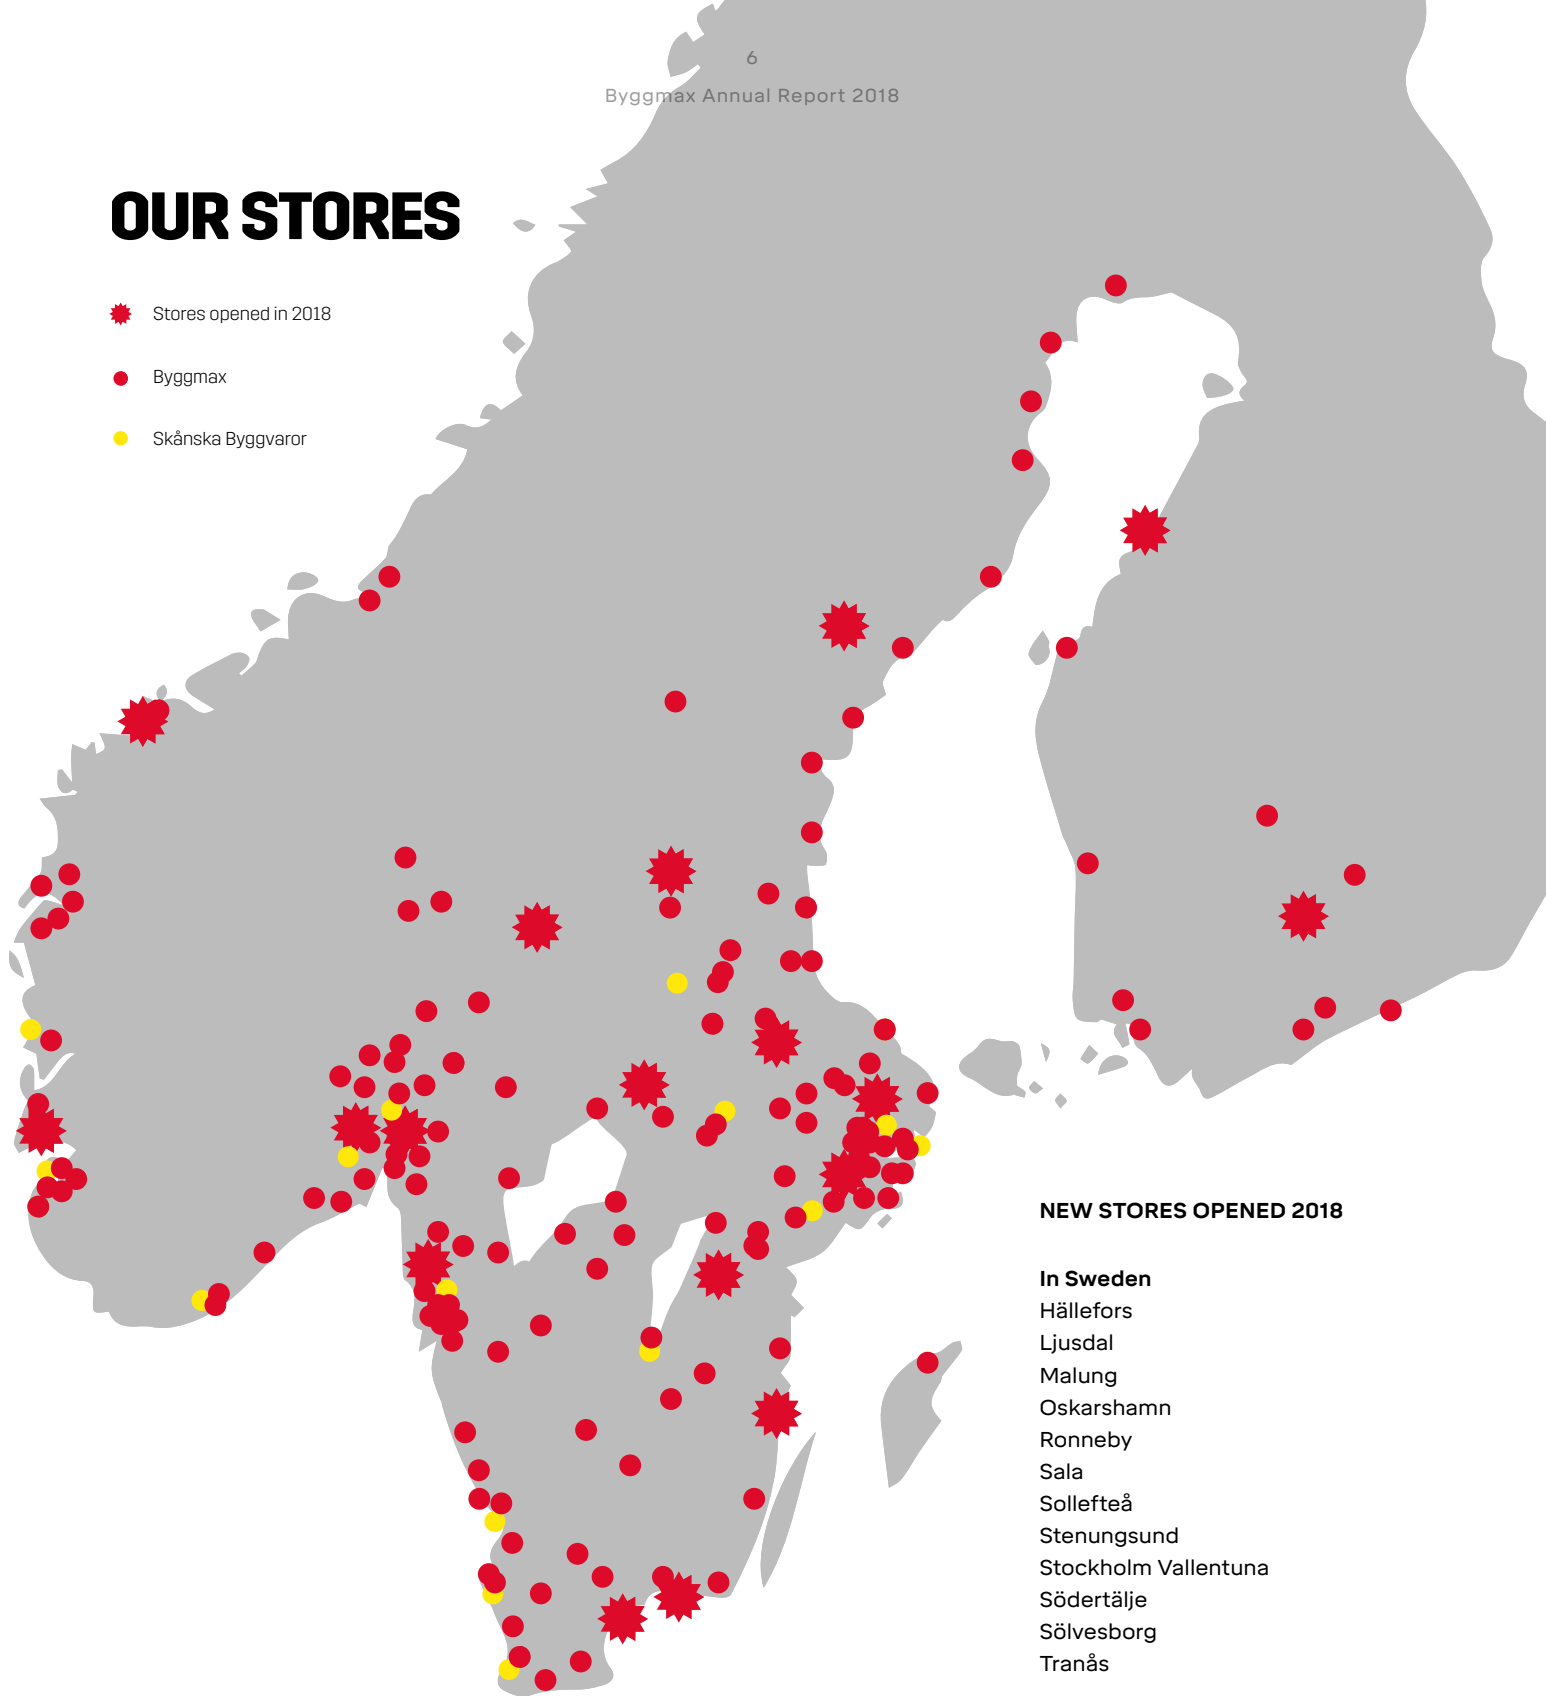 6
Byggmax Annual Report 2018
OUR STORES
Stores opened in 2018
Byggmax
Skånska Byggvaror
NEW STORES OPENED 2018
In Sweden
Hällefors
Ljusdal
Malung
Oskarshamn
Ronneby
Sala
Sollefteå
Stenungsund
Stockholm Vallentuna
Södertälje
Sölvesborg
Tranås